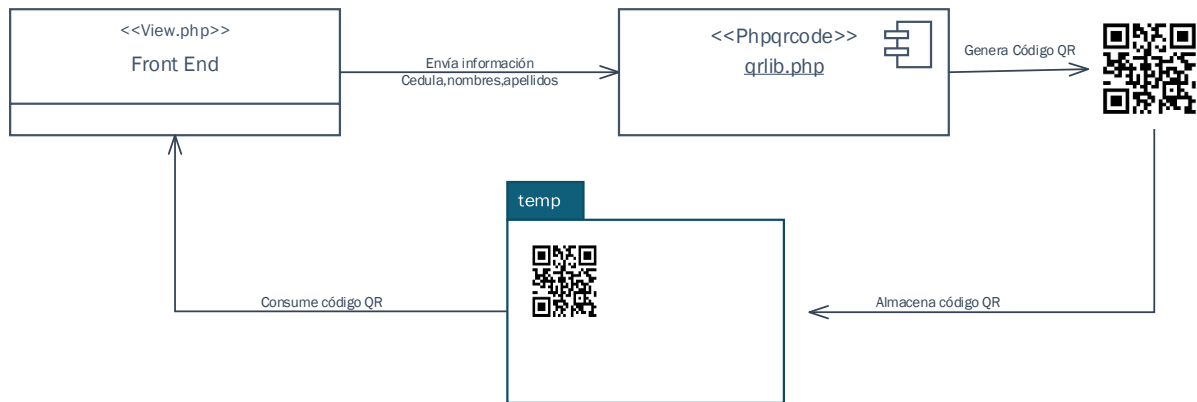 <<View.php>>
Front End
Envía información
Cedula,nombres,apellidos
<<Phpqrcode>>
qrlib.php
Genera Código QR
temp
Consume código QR
Almacena código QR